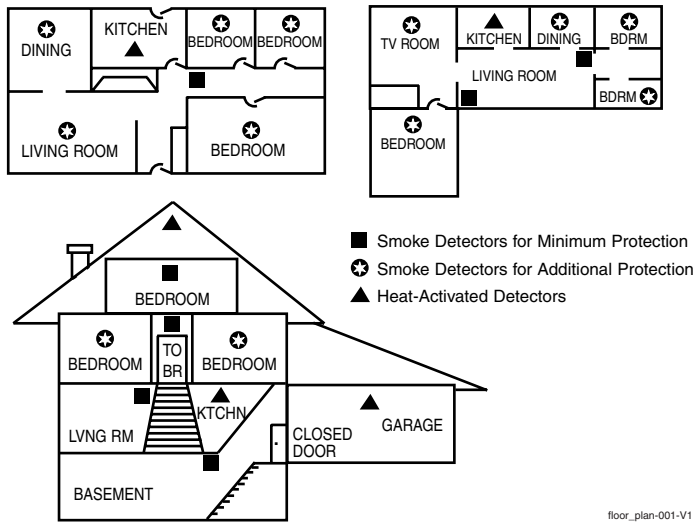 KITCHEN
DINING
BEDROOM
BEDROOM
LIVING ROOM
BEDROOM
TV ROOM
KITCHEN
DINING
BDRM
LIVING ROOM
BDRM
BEDROOM
Smoke Detectors for Minimum Protection
Smoke Detectors for Additional Protection
Heat-Activated Detectors
BEDROOM
BEDROOM
TO
BR
BEDROOM
LVNG RM
KTCHN
CLOSED
DOOR
GARAGE
BASEMENT
floor_plan-001-V1